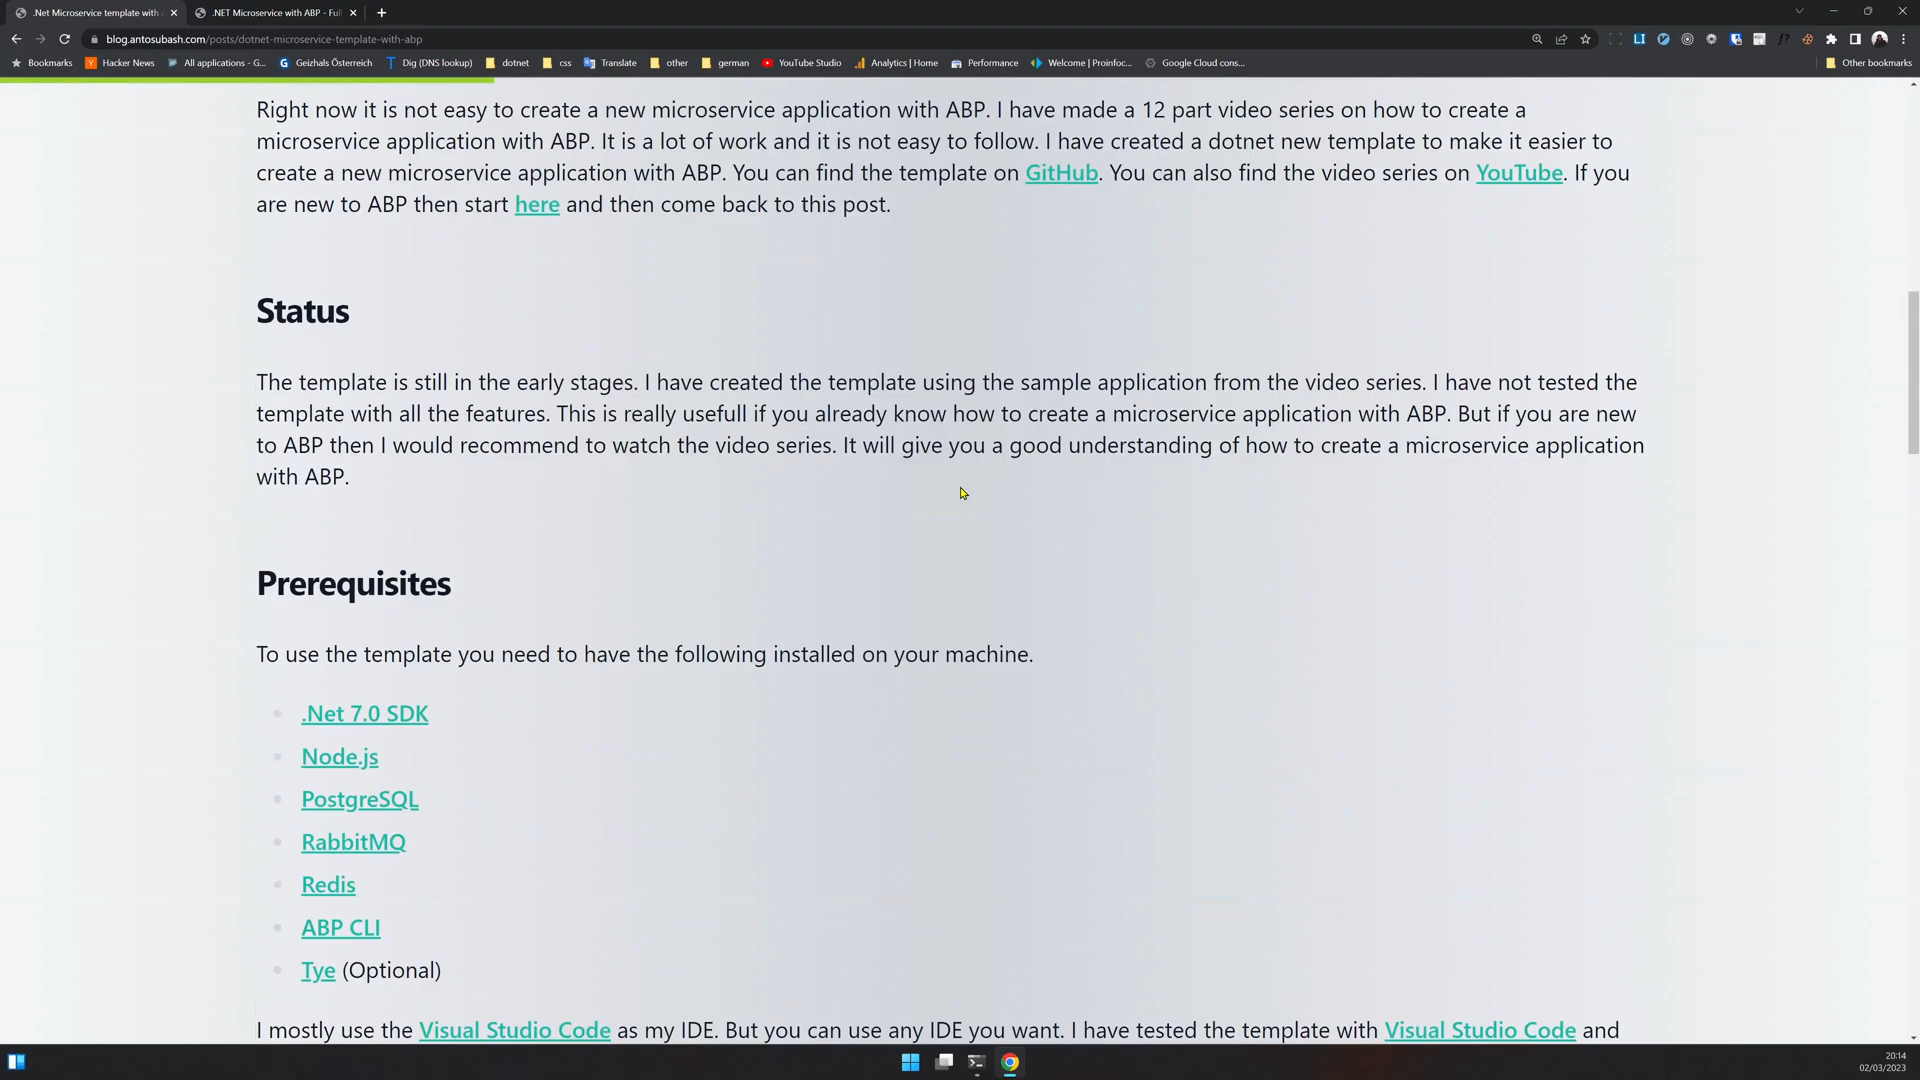 .Net Microservice template with
.NET Microservice with ABP - Ful
blog.antosubash.com/posts/dotnet-microservice-template-with-abp
Bookmarks Hacker News All applications - G... Geizhals Österreich Dig (DNS lookup) dotnet css Translate other german YouTube Studio Analytics | Home Performance Welcome | Proinfoc... Google Cloud cons... Other bookmarks
Right now it is not easy to create a new microservice application with ABP. I have made a 12 part video series on how to create a
microservice application with ABP. It is a lot of work and it is not easy to follow. I have created a dotnet new template to make it easier to
create a new microservice application with ABP. You can find the template on GitHub. You can also find the video series on YouTube. If you
are new to ABP then start here and then come back to this post.
Status
The template is still in the early stages. I have created the template using the sample application from the video series. I have not tested the
template with all the features. This is really usefull if you already know how to create a microservice application with ABP. But if you are new
to ABP then I would recommend to watch the video series. It will give you a good understanding of how to create a microservice application
with ABP.
Prerequisites
To use the template you need to have the following installed on your machine.
.Net 7.0 SDK
Node.js
PostgreSQL
RabbitMQ
Redis
ABP CLI
Tye (Optional)
I mostly use the Visual Studio Code as my IDE. But you can use any IDE you want. I have tested the template with Visual Studio Code and
20:14
02/03/2023